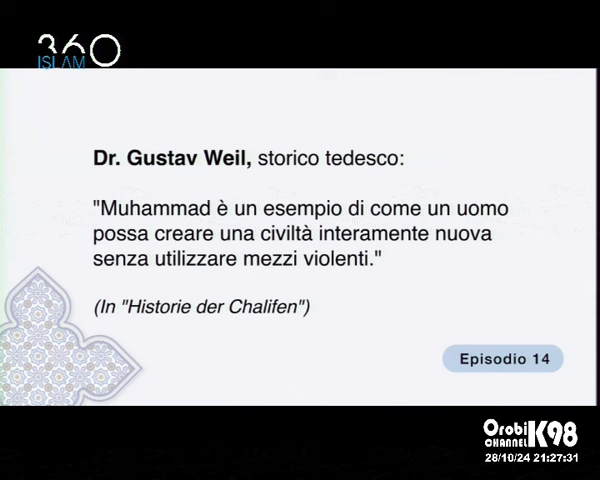 360
ISLAM
Dr. Gustav Weil, storico tedesco:
"Muhammad è un esempio di come un uomo
possa creare una civiltà interamente nuova
senza utilizzare mezzi violenti."
(In "Historie der Chalifen")
Episodio 14
Orobi
CHANNEL K98
28/10/24 21:27:31